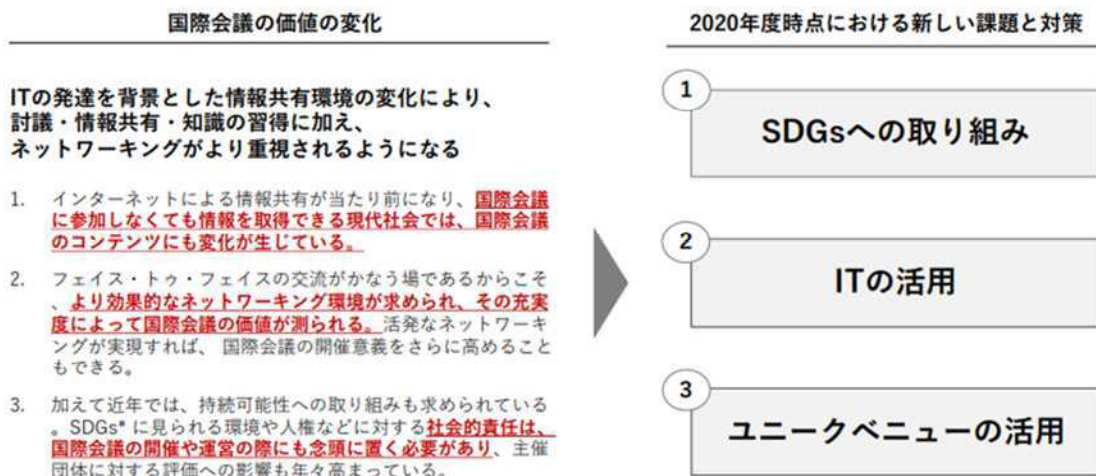 国際会議の価値の変化
ITの発達を背景とした情報共有環境の変化により、
討議・情報共有・知識の習得に加え、
ネットワーキングがより重視されるようになる
1. インターネットによる情報共有が当たり前になり、国際会議
に参加しなくても情報を取得できる現代社会では、国際会議
のコンテンツにも変化が生じている。
2. フェイス・トゥ・フェイスの交流がかなう場であるからこそ
、より効果的なネットワーキング環境が求められ、その充実
度によって国際会議の価値が測られる。活発なネットワーキ
ングが実現すれば、 国際会議の開催意義をさらに高めること
もできる。
3. 加えて近年では、持続可能性への取り組みも求められている
。SDGs* に見られる環境や人権などに対する社会的責任は、
国際会議の開催や運営の際にも念頭に置く必要があり、主催
団体に対する評価への影響も年々高まっている。
2020年度時点における新しい課題と対策
1
SDGsへの取り組み
2
ITの活用
3
ユニークベニューの活用